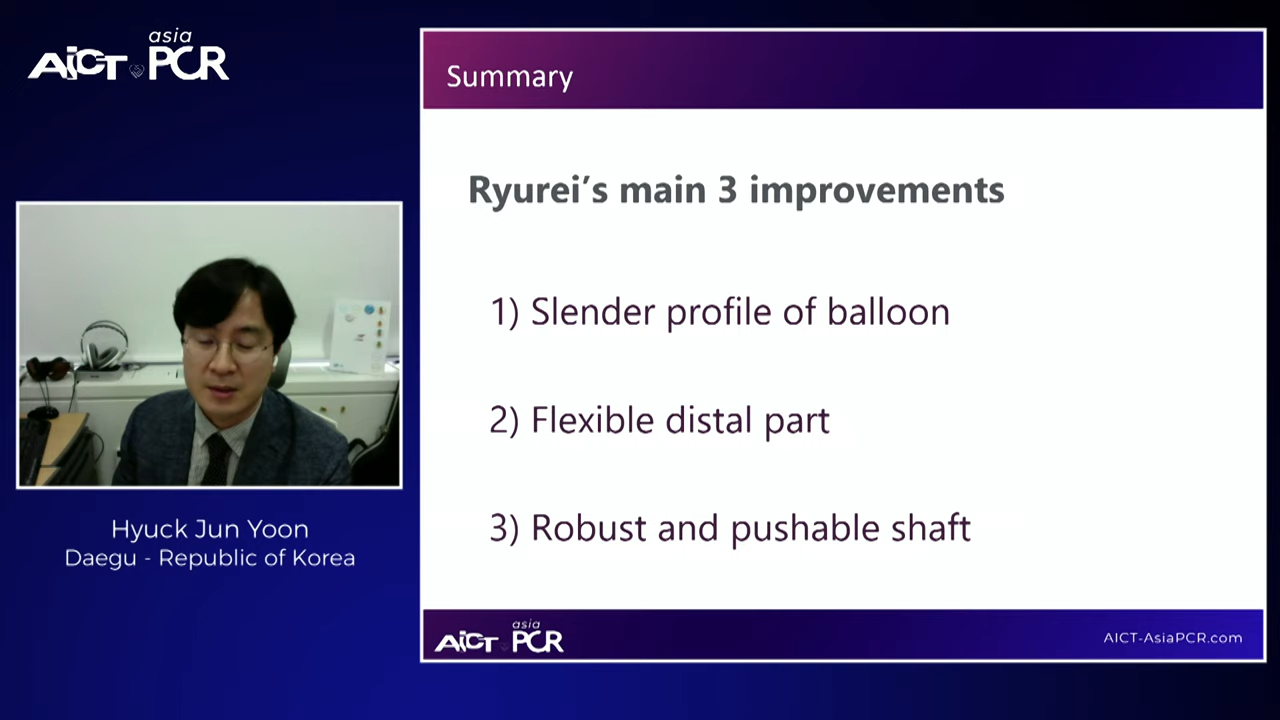 asia
AICT PCR
Summary
Ryurei's main 3 improvements
1) Slender profile of balloon
2) Flexible distal part
3) Robust and pushable shaft
Hyuck Jun Yoon
Daegu - Republic of Korea
asia
AICT PCR
AICT-AsiaPCR.com